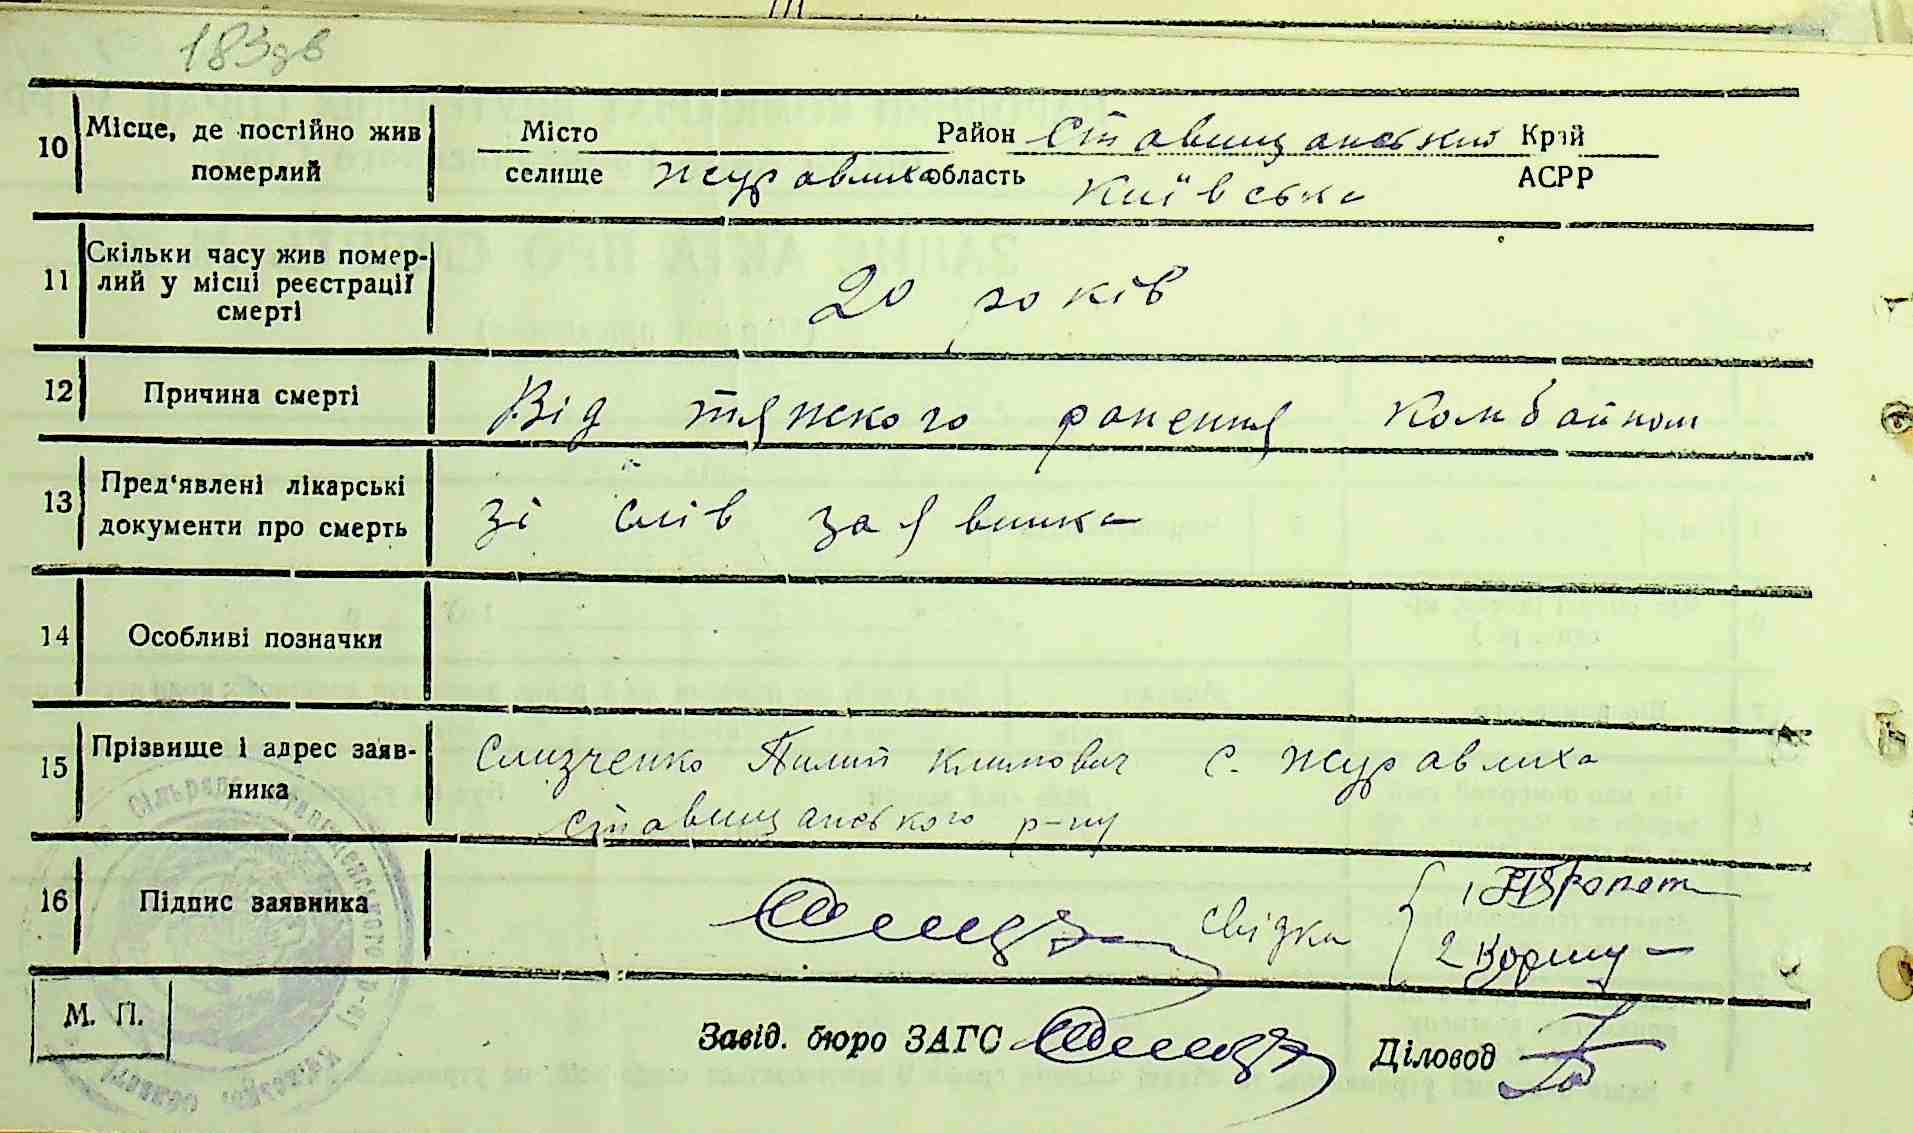 183зв
10 Місце, де постійно жив Місто Район Ставищанський Край
померлий селище Журавлиха область Київська АСРР
11 Скільки часу жив помер-
лий у місці реєстрації 20 років
смерті
12 Причина смерті Від тяжкого ранення комбайном
13 Пред'явлені лікарські
документи про смерть зі слів заявника
14 Особливі позначки
15 Прізвище і адрес заяв- Слизченко Пилип Климович с. Журавлиха
ника Ставищанського р-ну
16 Підпис заявника свідки 1
2
М. П.
Завід. бюро ЗАГС Діловод